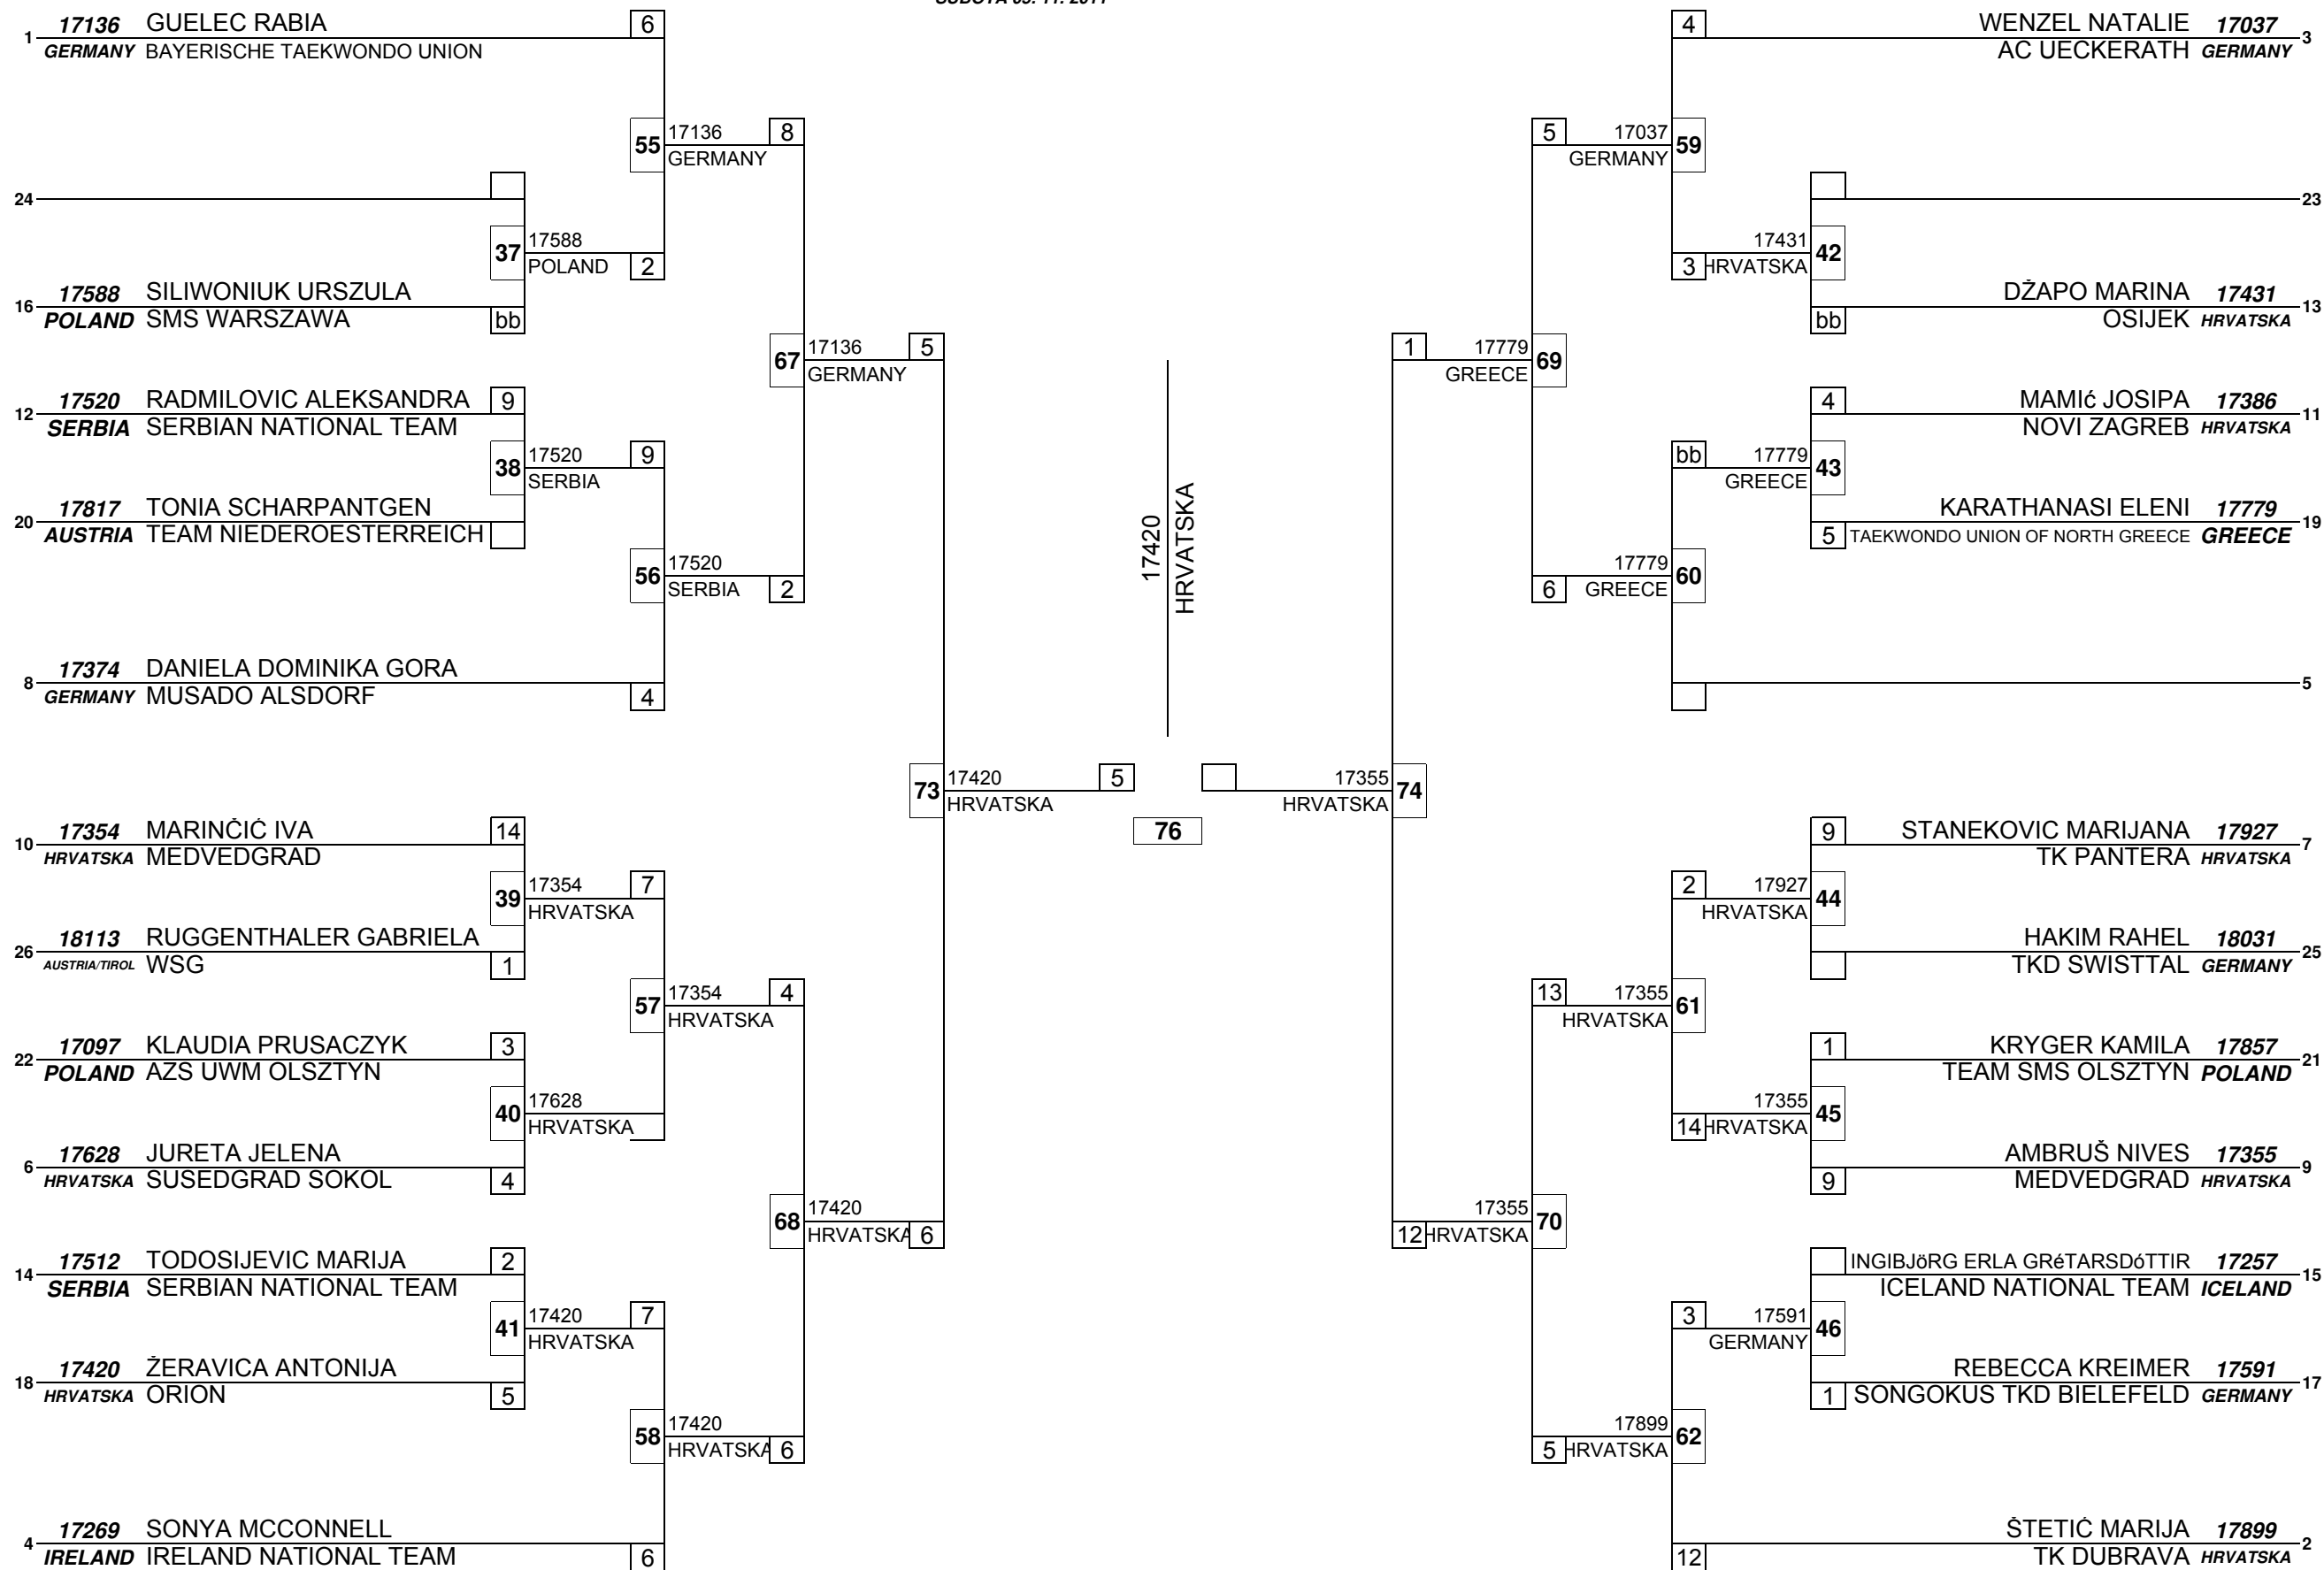 17136 GUELEC RABIA 6
1 GERMANY BAYERISCHE TAEKWONDO UNION
55 17136 8
GERMANY
24
37 17588
POLAND 2
17588 SILIWONIUK URSZULA
16 POLAND SMS WARSZAWA bb
67 17136 5
GERMANY
17520 RADMILOVIC ALEKSANDRA 9
12 SERBIA SERBIAN NATIONAL TEAM
38 17520 9
SERBIA
17817 TONIA SCHARPANTGEN
20 AUSTRIA TEAM NIEDEROESTERREICH
56 17520
SERBIA 2
17374 DANIELA DOMINIKA GORA
8 GERMANY MUSADO ALSDORF 4
73 17420 5
HRVATSKA
17354 MARINČIĆ IVA 14
10 HRVATSKA MEDVEDGRAD
39 17354 7
HRVATSKA
18113 RUGGENTHALER GABRIELA
26 AUSTRIA/TIROL WSG 1
57 17354 4
HRVATSKA
17097 KLAUDIA PRUSACZYK 3
22 POLAND AZS UWM OLSZTYN
40 17628
HRVATSKA
17628 JURETA JELENA
6 HRVATSKA SUSEDGRAD SOKOL 4
68 17420
HRVATSKA 6
17512 TODOSIJEVIC MARIJA 2
14 SERBIA SERBIAN NATIONAL TEAM
41 17420 7
HRVATSKA
17420 ŽERAVICA ANTONIJA
18 HRVATSKA ORION 5
58 17420
HRVATSKA 6
17269 SONYA MCCONNELL
4 IRELAND IRELAND NATIONAL TEAM 6
17420
HRVATSKA
76
4 WENZEL NATALIE 17037
AC UECKERATH GERMANY 3
5 17037 59
GERMANY
23
17431 42
3 HRVATSKA
DŽAPO MARINA 17431
bb OSIJEK HRVATSKA 13
1 17779 69
GREECE
4 MAMIć JOSIPA 17386
NOVI ZAGREB HRVATSKA 11
bb 17779 43
GREECE
KARATHANASI ELENI 17779
5 TAEKWONDO UNION OF NORTH GREECE GREECE 19
17779 60
6 GREECE
5
17355 74
HRVATSKA
9 STANEKOVIC MARIJANA 17927
TK PANTERA HRVATSKA 7
2 17927 44
HRVATSKA
HAKIM RAHEL 18031
TKD SWISTTAL GERMANY 25
13 17355 61
HRVATSKA
1 KRYGER KAMILA 17857
TEAM SMS OLSZTYN POLAND 21
17355 45
14 HRVATSKA
AMBRUŠ NIVES 17355
9 MEDVEDGRAD HRVATSKA 9
17355 70
12 HRVATSKA
INGIBJöRG ERLA GRéTARSDóTTIR 17257
ICELAND NATIONAL TEAM ICELAND 15
3 17591 46
GERMANY
REBECCA KREIMER 17591
1 SONGOKUS TKD BIELEFELD GERMANY 17
17899 62
5 HRVATSKA
ŠTETIĆ MARIJA 17899
12 TK DUBRAVA HRVATSKA 2